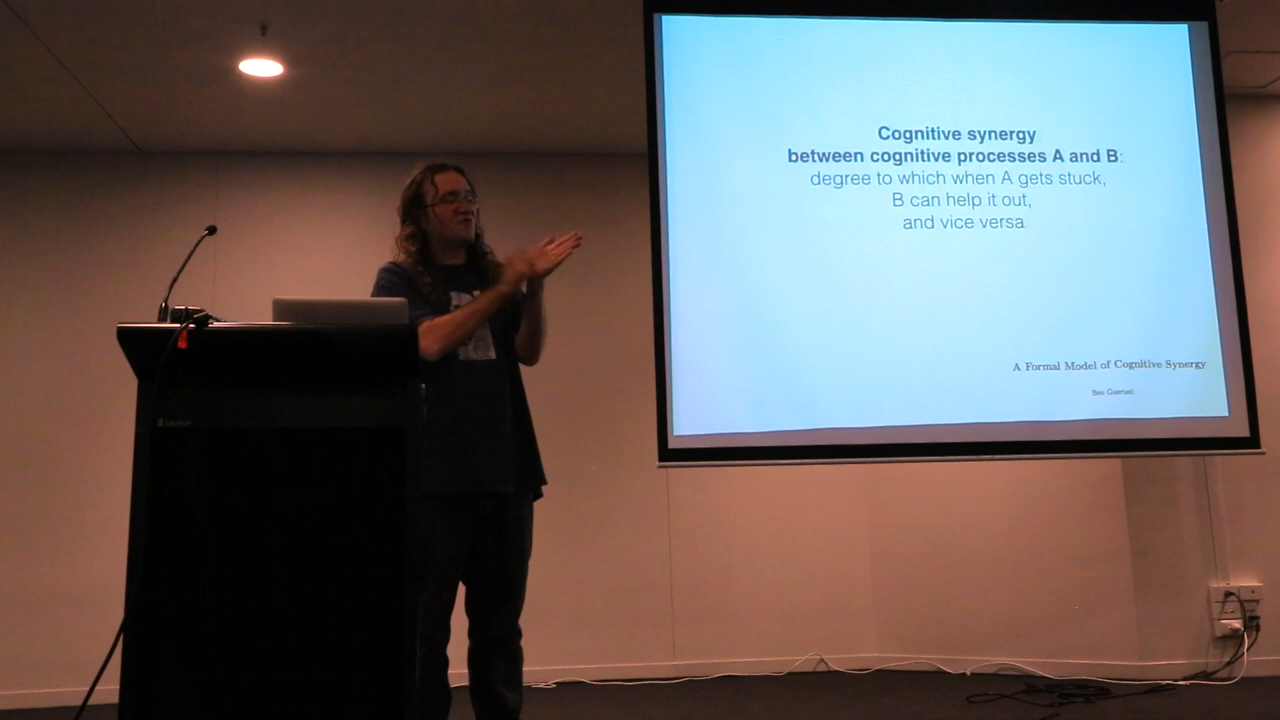 Cognitive synergy
between cognitive processes A and B:
degree to which when A gets stuck,
B can help it out,
and vice versa
A Formal Model of Cognitive Synergy
Ben Goertzel